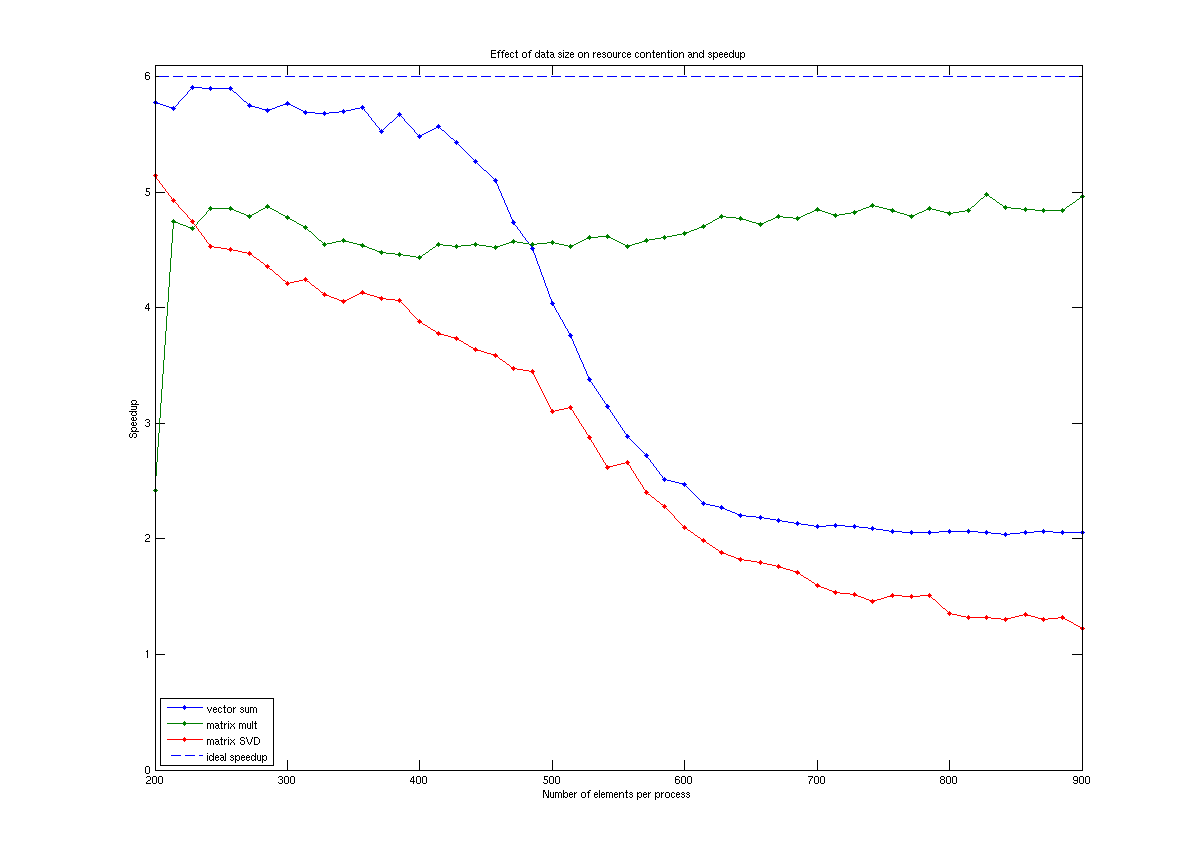 Effect of data size on resource contention and speedup
6
5
4
3
2
1
0
Speedup
vector sum
matrix mult
matrix SVD
ideal speedup
200 300 400 500 600 700 800 900
Number of elements per process